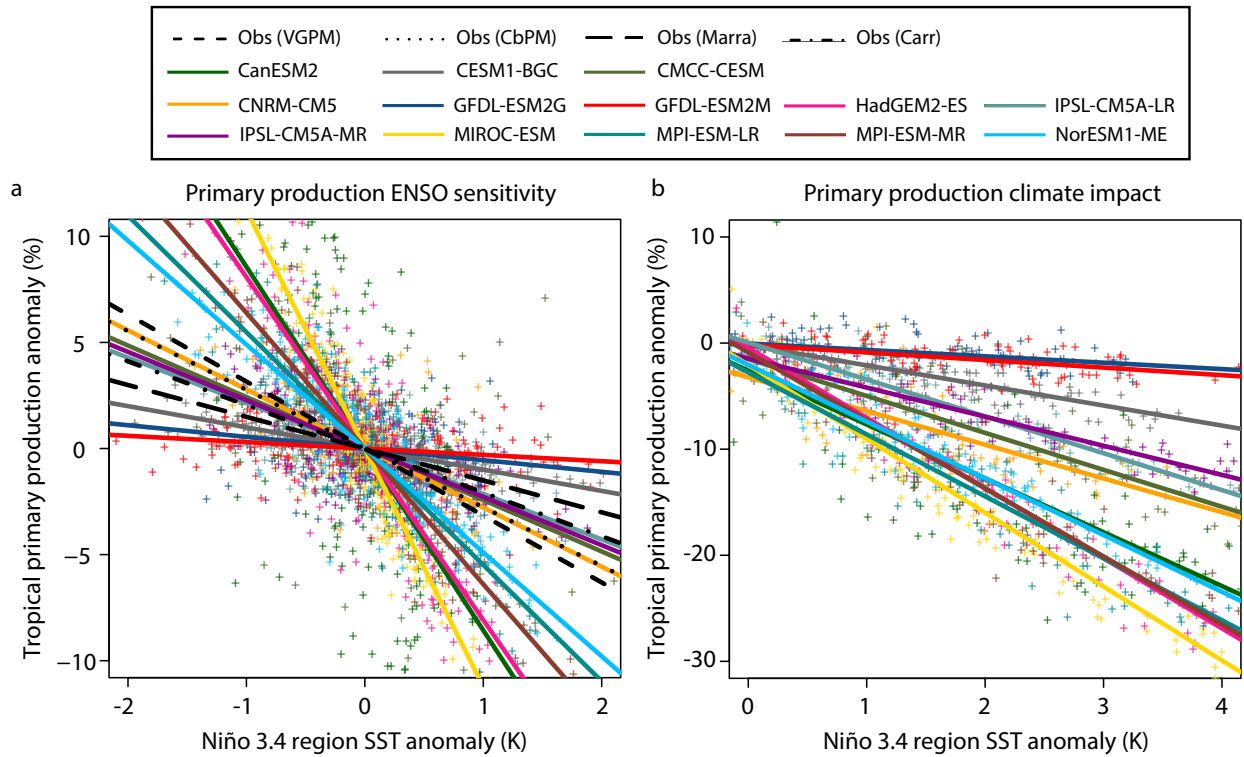 Obs (VGPM) Obs (CbPM) Obs (Marra) Obs (Carr)
CanESM2 CESM1-BGC CMCC-CESM
CNRM-CM5 GFDL-ESM2G GFDL-ESM2M HadGEM2-ES IPSL-CM5A-LR
IPSL-CM5A-MR MIROC-ESM MPI-ESM-LR MPI-ESM-MR NorESM1-ME
a Primary production ENSO sensitivity
Tropical primary production anomaly (%)
10
5
0
−5
−10
-2 -1 0 1 2
Niño 3.4 region SST anomaly (K)
b Primary production climate impact
Tropical primary production anomaly (%)
10
0
-10
-20
-30
0 1 2 3 4
Niño 3.4 region SST anomaly (K)